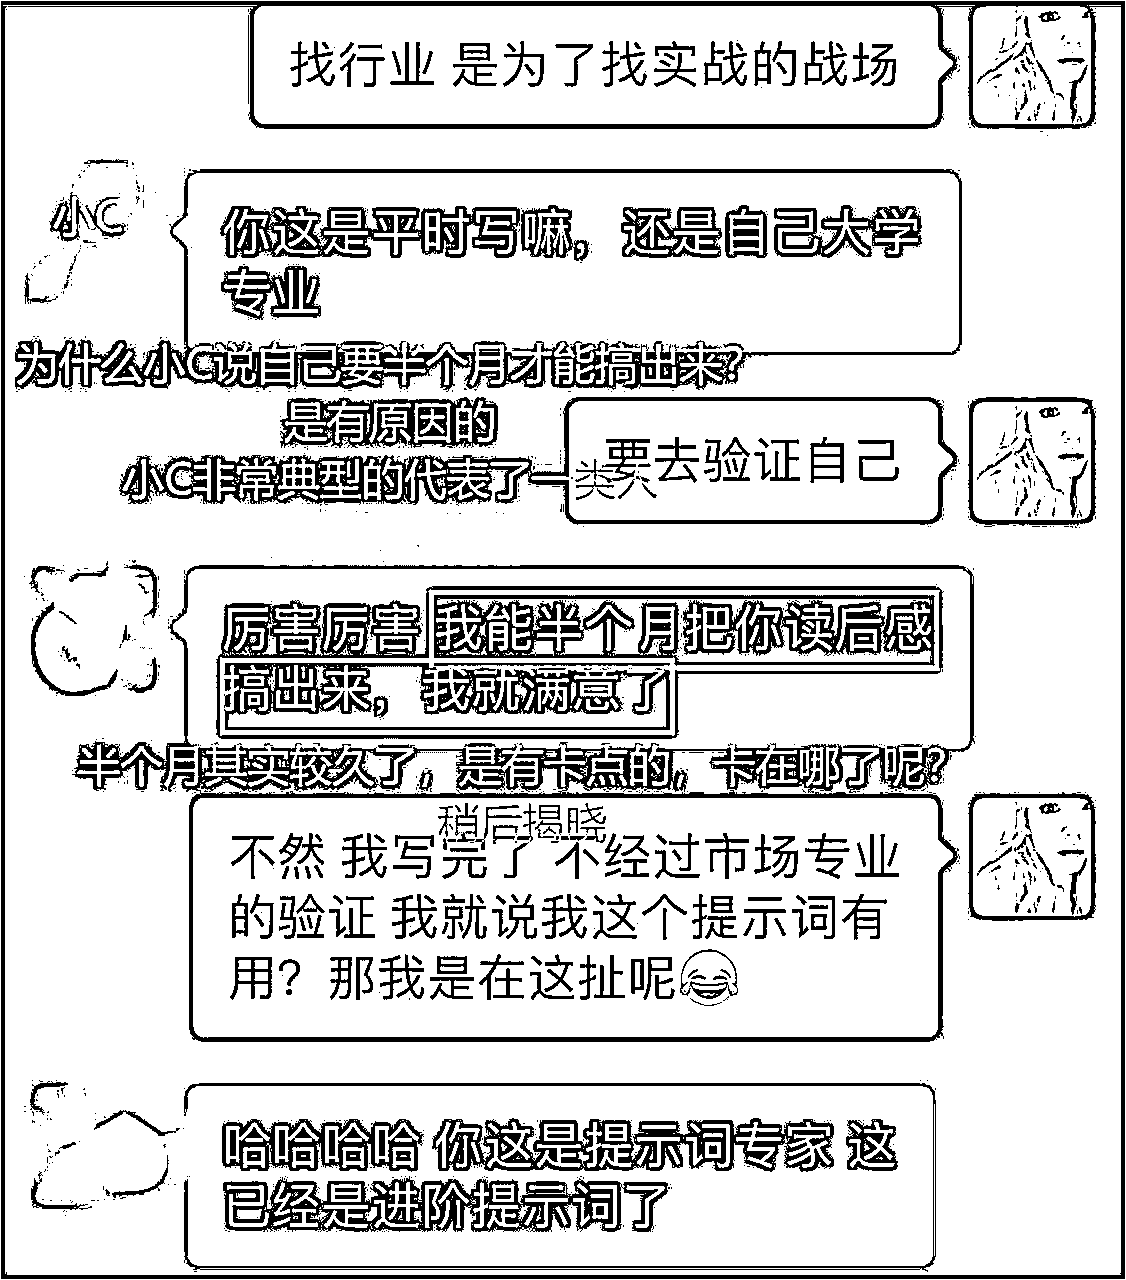 找行业 是为了找实战的战场
小C
你这是平时写嘛，还是自己大学
专业
为什么小C说自己要半个月才能搞出来？
是有原因的
要去验证自己
小C非常典型的代表了一类人
厉害厉害 我能半个月把你读后感
搞出来，我就满意了
半个月其实较久了，是有卡点的，卡在哪了呢？
稍后揭晓
不然 我写完了 不经过市场专业
的验证 我就说我这个提示词有
用？那我是在这扯呢😂
哈哈哈哈 你这是提示词专家 这
已经是进阶提示词了